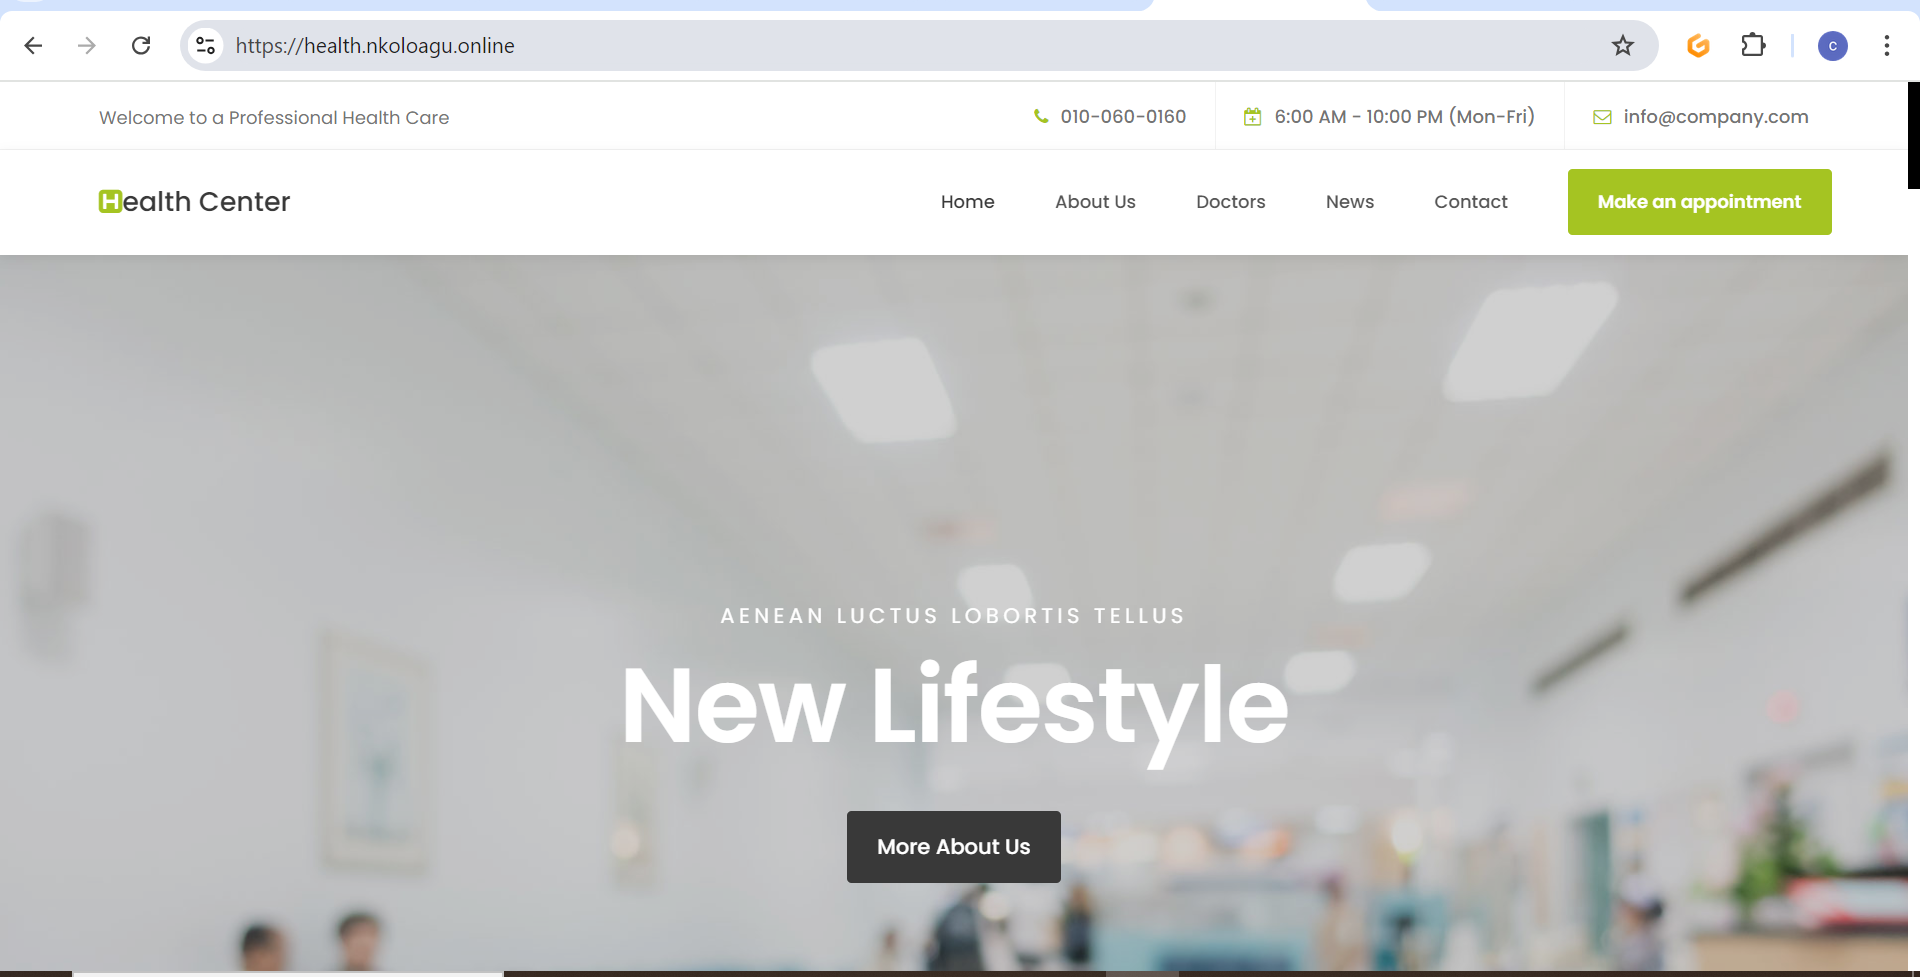 https://health.nkoloagu.online
C
Welcome to a Professional Health Care
010-060-0160
6:00 AM - 10:00 PM (Mon-Fri)
info@company.com
Health Center
Home
About Us
Doctors
News
Contact
Make an appointment
AENEAN LUCTUS LOBORTIS TELLUS
New Lifestyle
More About Us